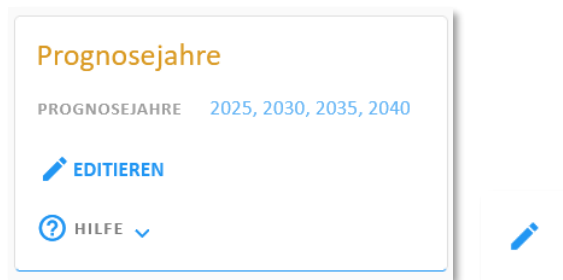 Prognosejahre
PROGNOSEJAHRE 2025, 2030, 2035, 2040
EDITIEREN
HILFE